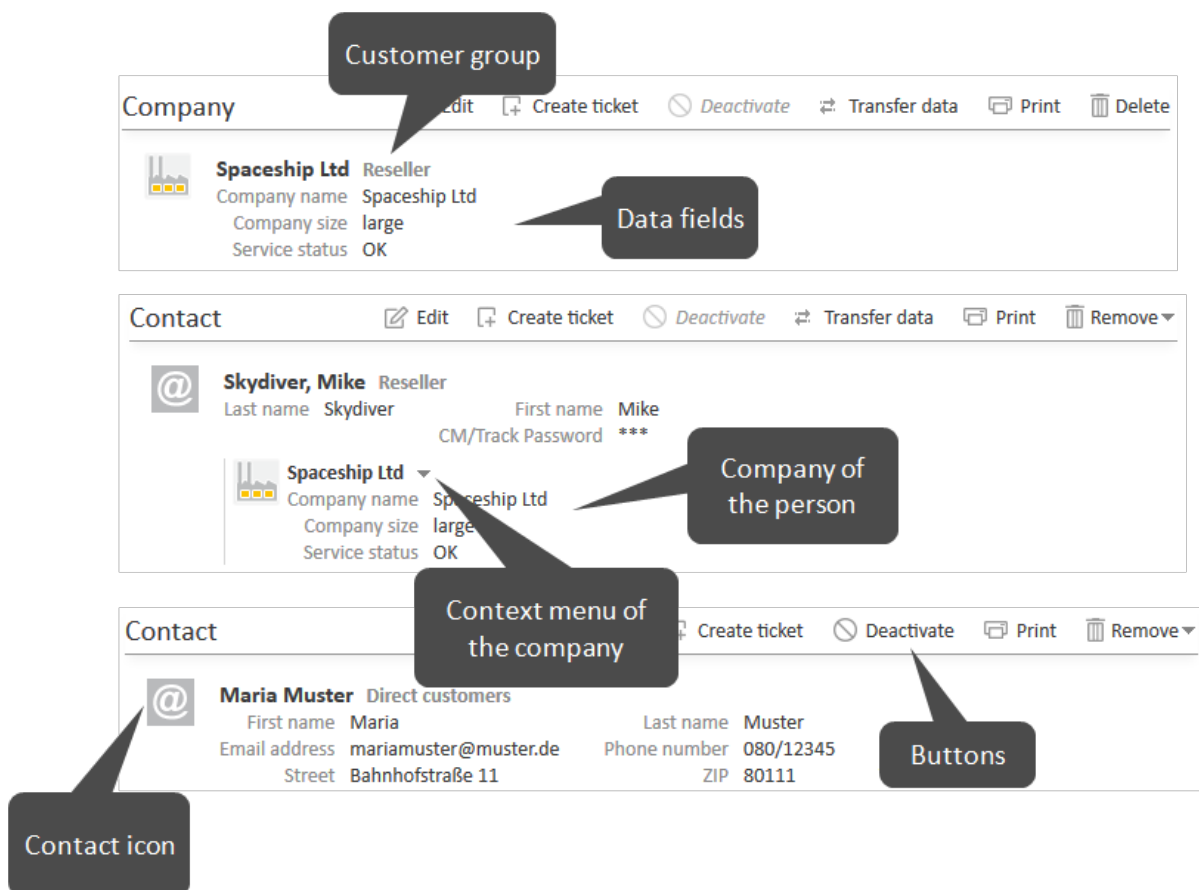 Customer group
Company
Edit Create ticket Deactivate Transfer data Print Delete
Spaceship Ltd Reseller
Company name Spaceship Ltd
Company size large
Service status OK
Data fields
Contact
Edit Create ticket Deactivate Transfer data Print Remove
@
Skydiver, Mike Reseller
Last name Skydiver First name Mike
CM/Track Password ***
Spaceship Ltd
Company name Spaceship Ltd
Company size large
Service status OK
Company of
the person
Context menu of
the company
Contact
Create ticket Deactivate Print Remove
@
Maria Muster Direct customers
First name Maria Last name Muster
Email address mariamuster@muster.de Phone number 080/12345
Street Bahnhofstraße 11 ZIP 80111
Buttons
Contact icon